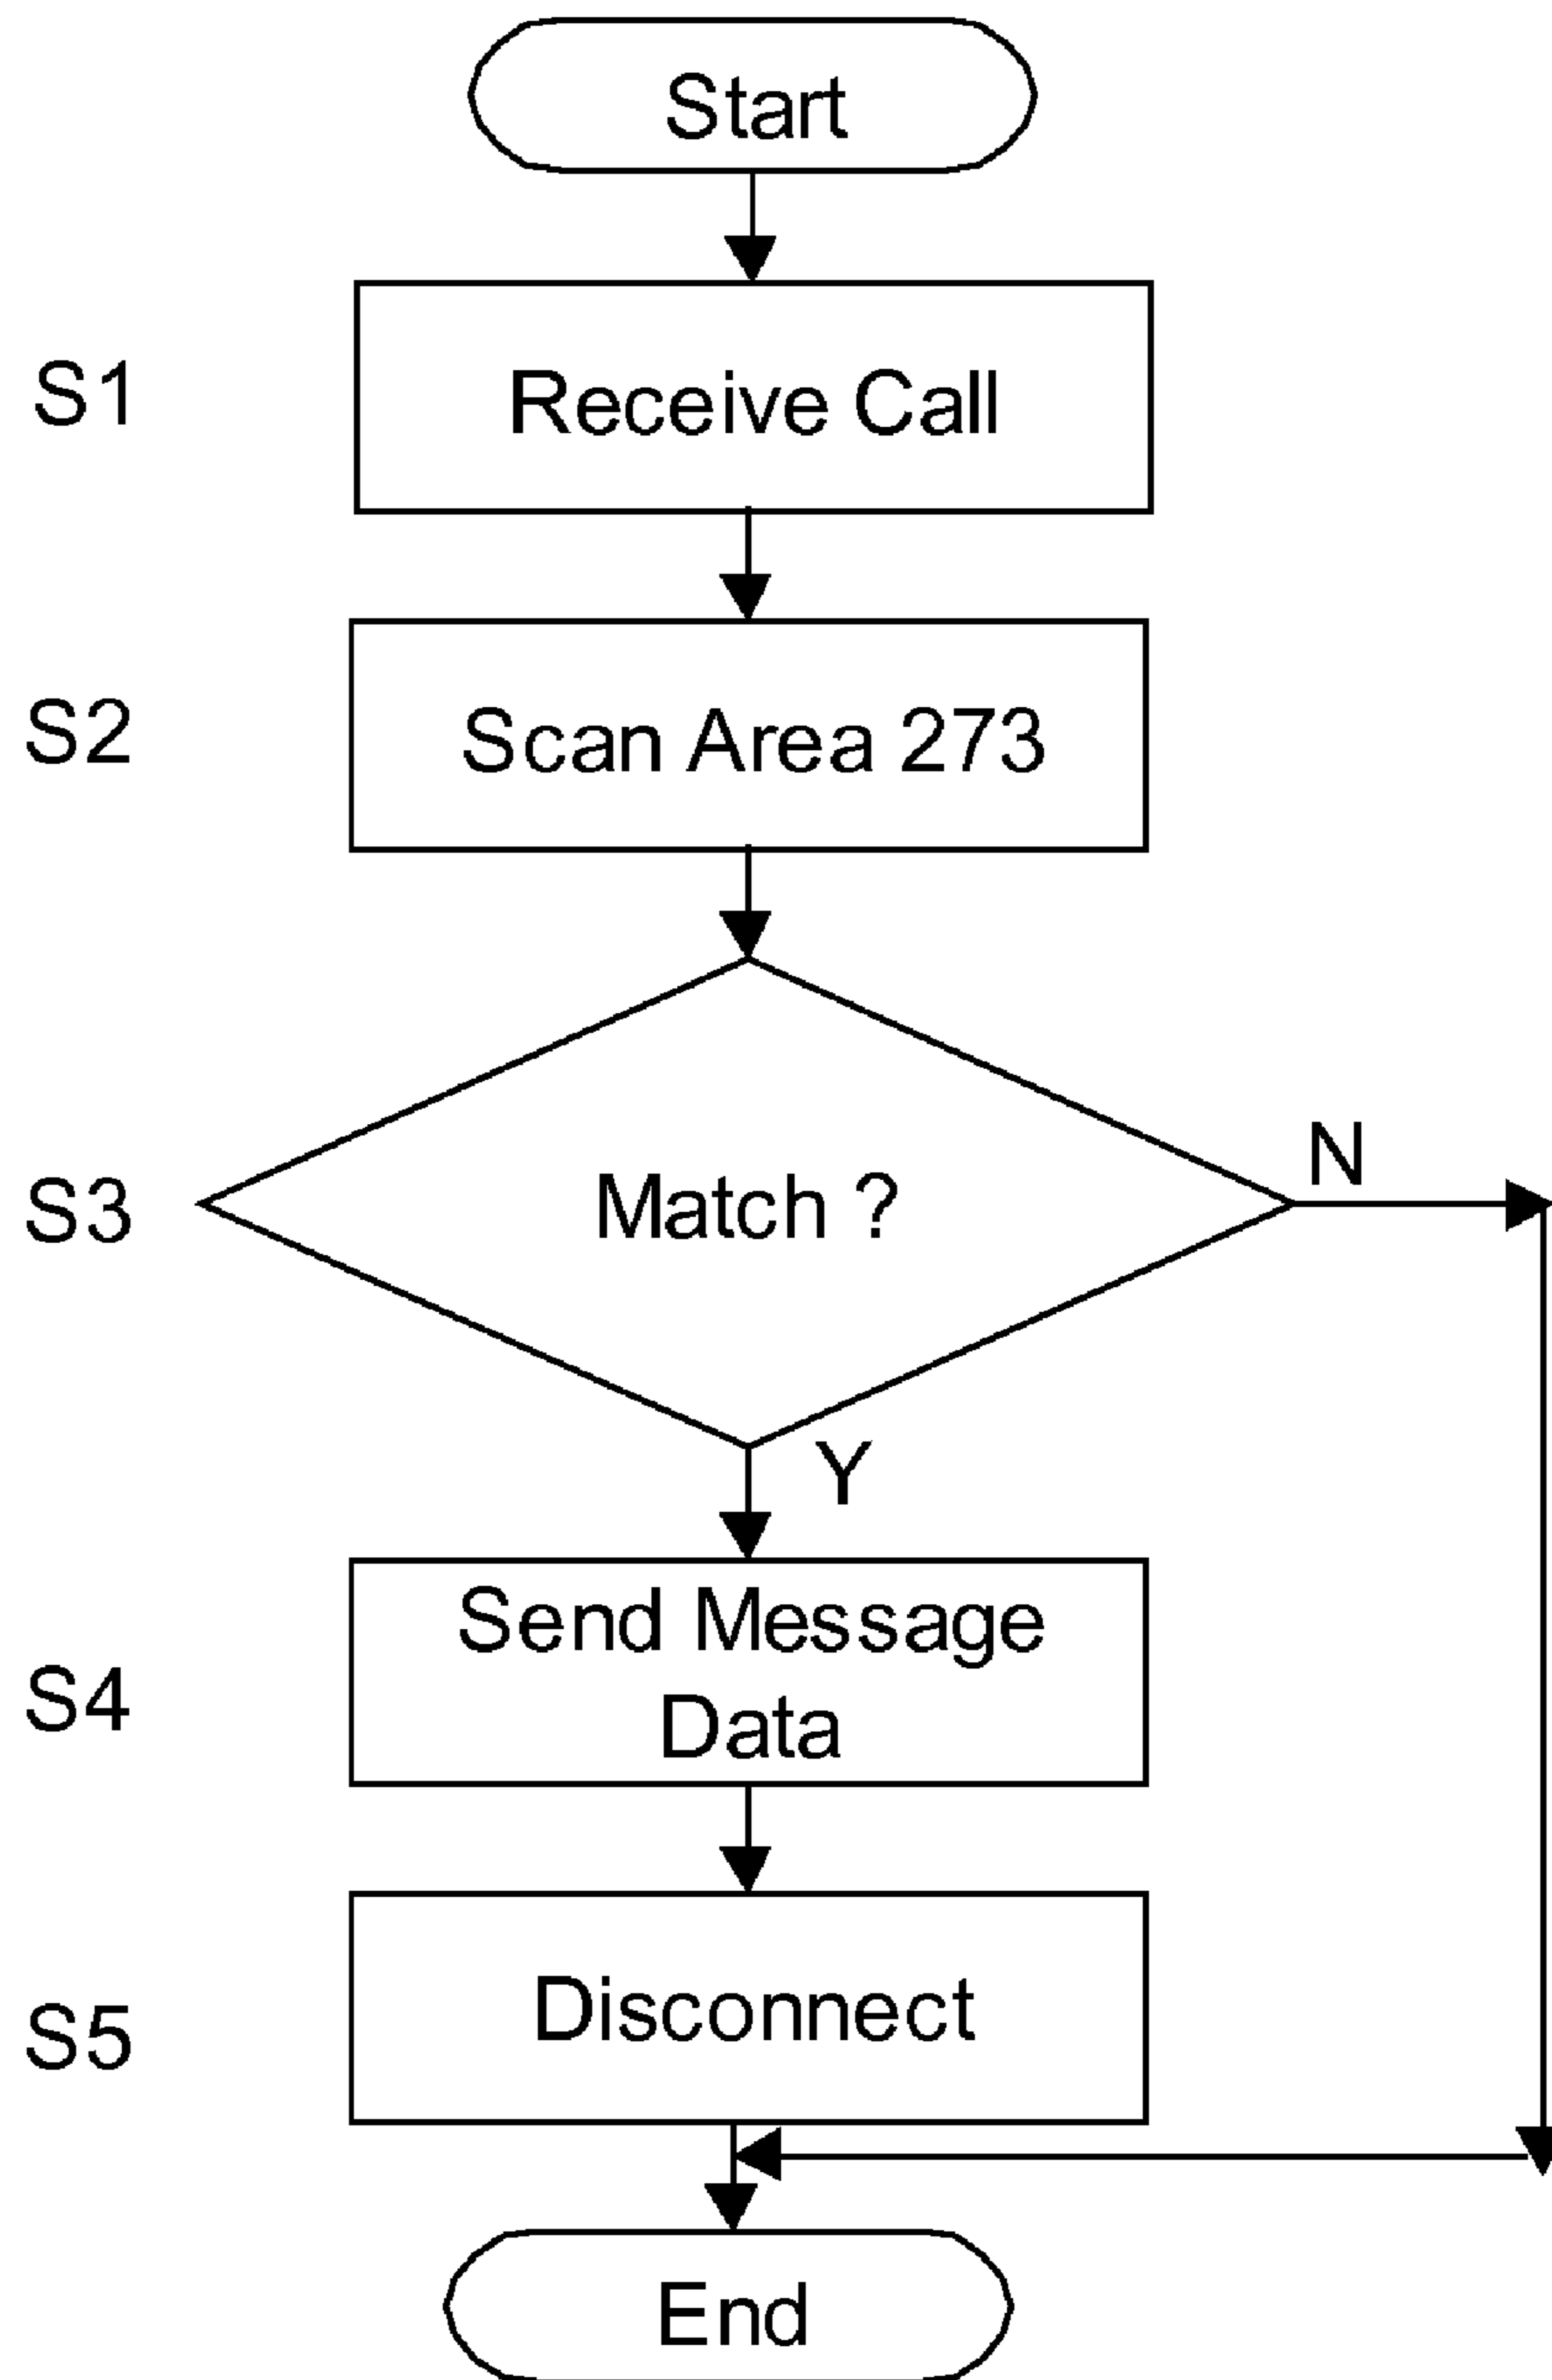 Start
S1
Receive Call
S2
Scan Area 273
S3
Match ?
N
Y
S4
Send Message
Data
S5
Disconnect
End